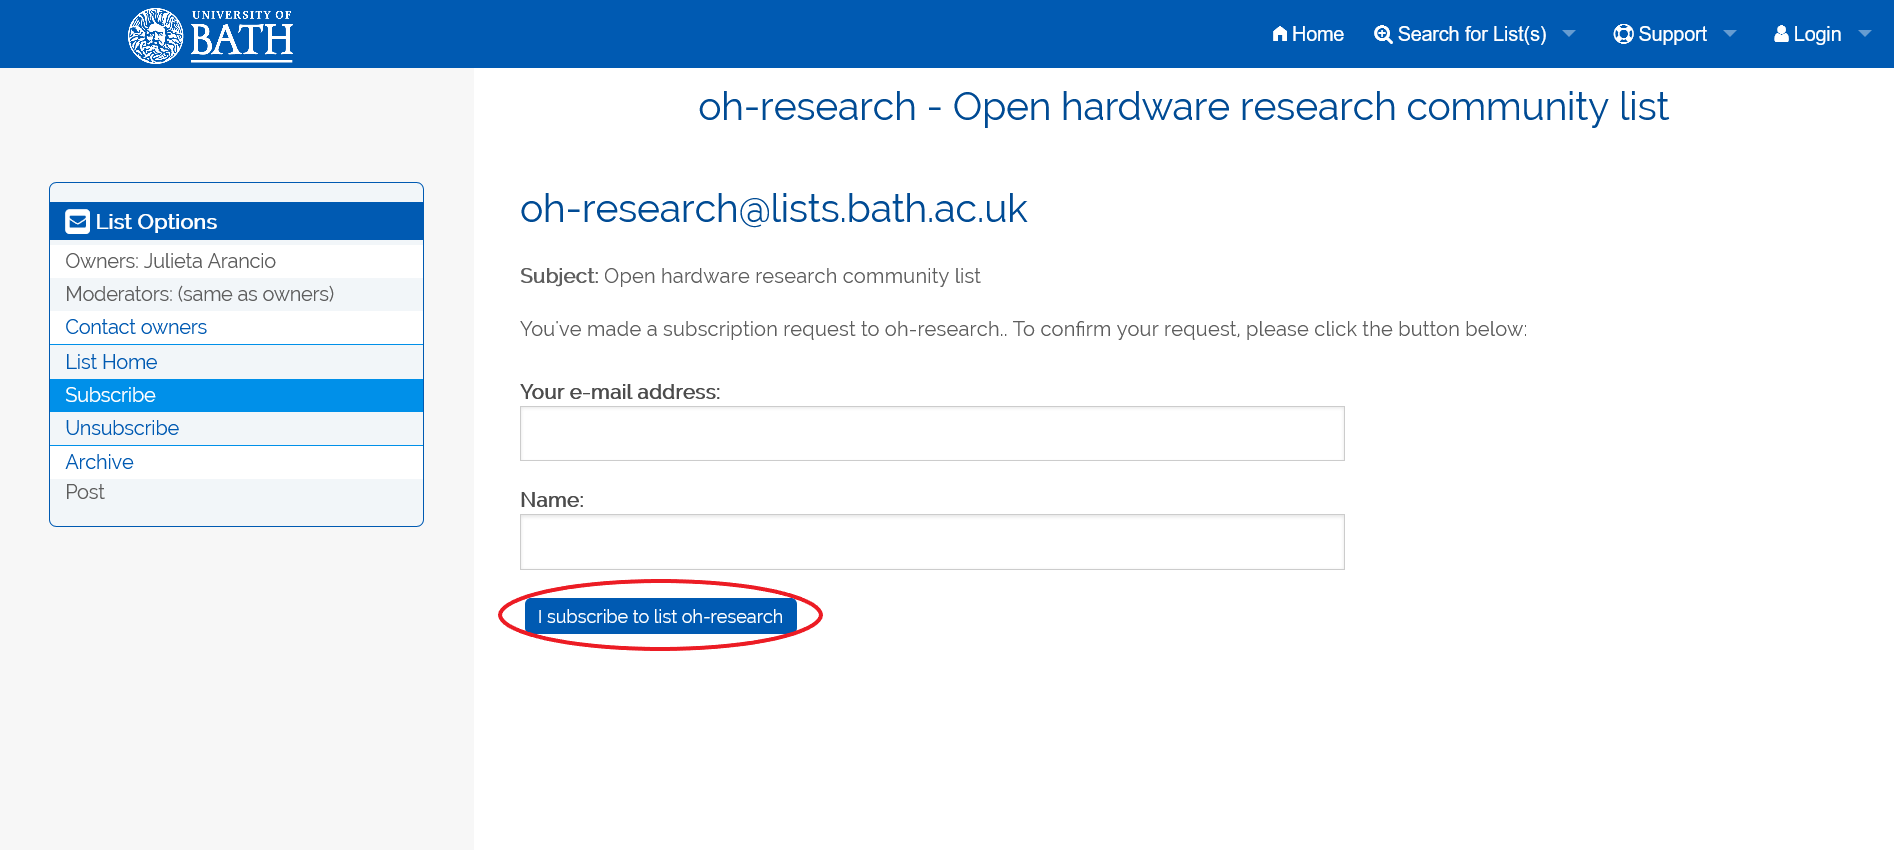 UNIVERSITY OF
BATH
Home Search for List(s) Support Login
oh-research - Open hardware research community list
List Options
Owners: Julieta Arancio
Moderators: (same as owners)
Contact owners
List Home
Subscribe
Unsubscribe
Archive
Post
oh-research@lists.bath.ac.uk
Subject: Open hardware research community list
You've made a subscription request to oh-research.. To confirm your request, please click the button below:
Your e-mail address:
Name:
I subscribe to list oh-research